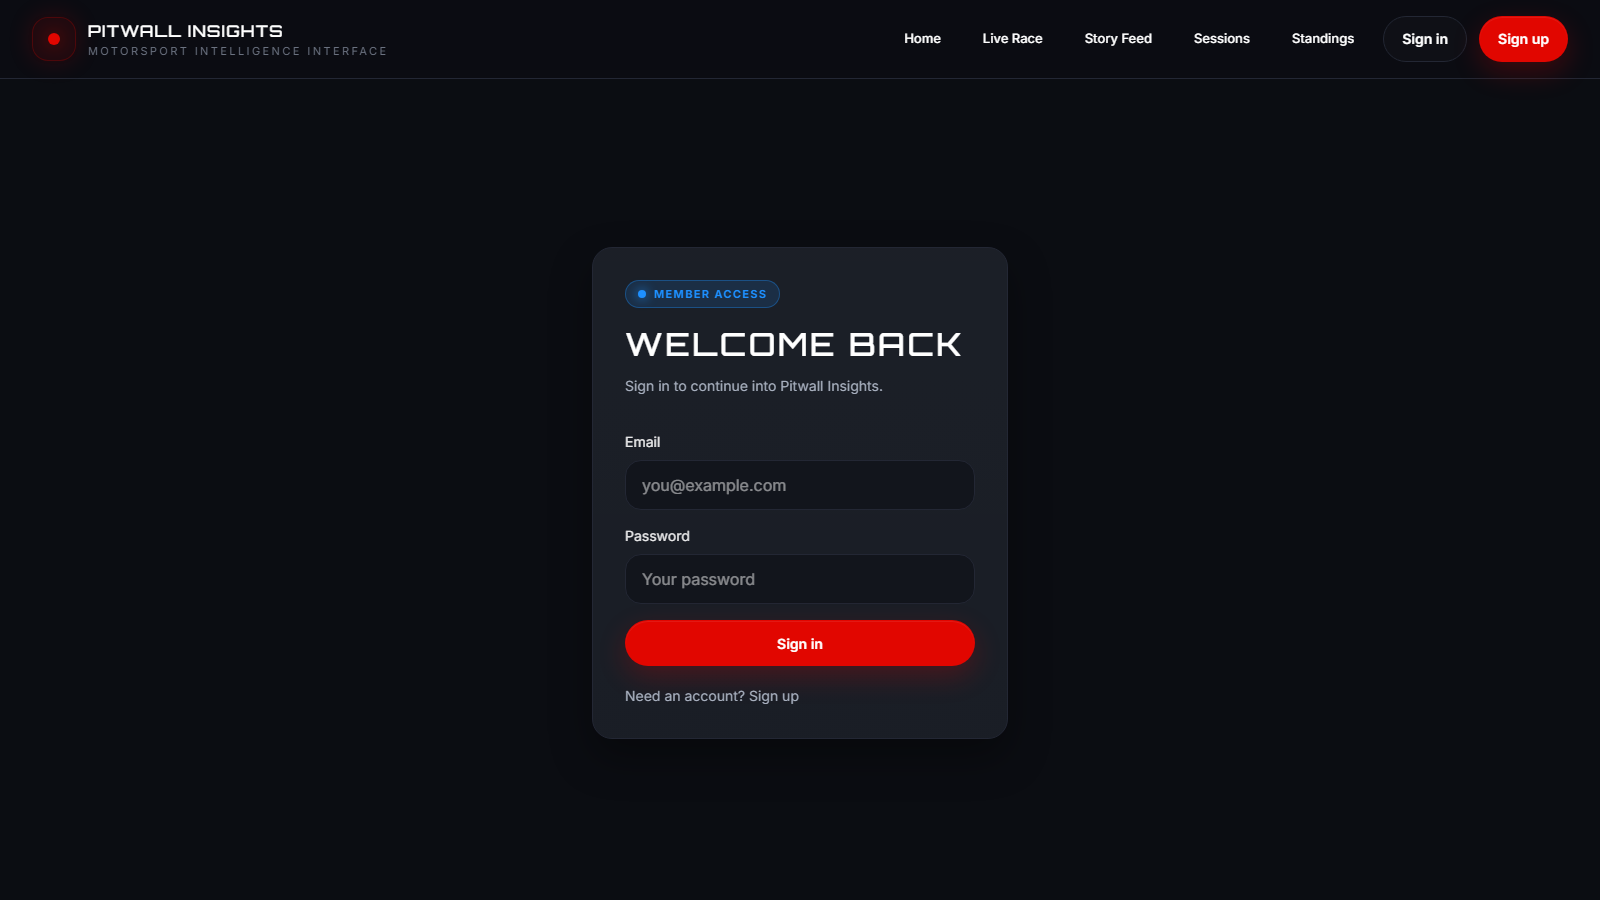 PITWALL INSIGHTS
MOTORSPORT INTELLIGENCE INTERFACE
Home
Live Race
Story Feed
Sessions
Standings
Sign in
Sign up
MEMBER ACCESS
WELCOME BACK
Sign in to continue into Pitwall Insights.
Email
you@example.com
Password
Your password
Sign in
Need an account? Sign up